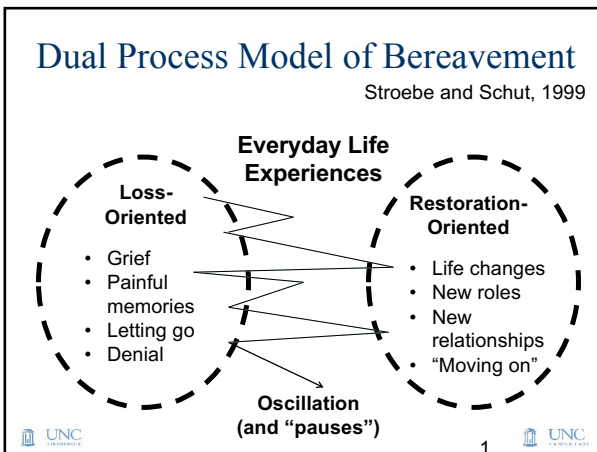 Dual Process Model of Bereavement
Stroebe and Schut, 1999
Everyday Life
Experiences
Loss-
Oriented
• Grief
• Painful
memories
• Letting go
• Denial
Restoration-
Oriented
• Life changes
• New roles
• New
relationships
• “Moving on”
Oscillation
(and “pauses”)
UNC
1
UNC